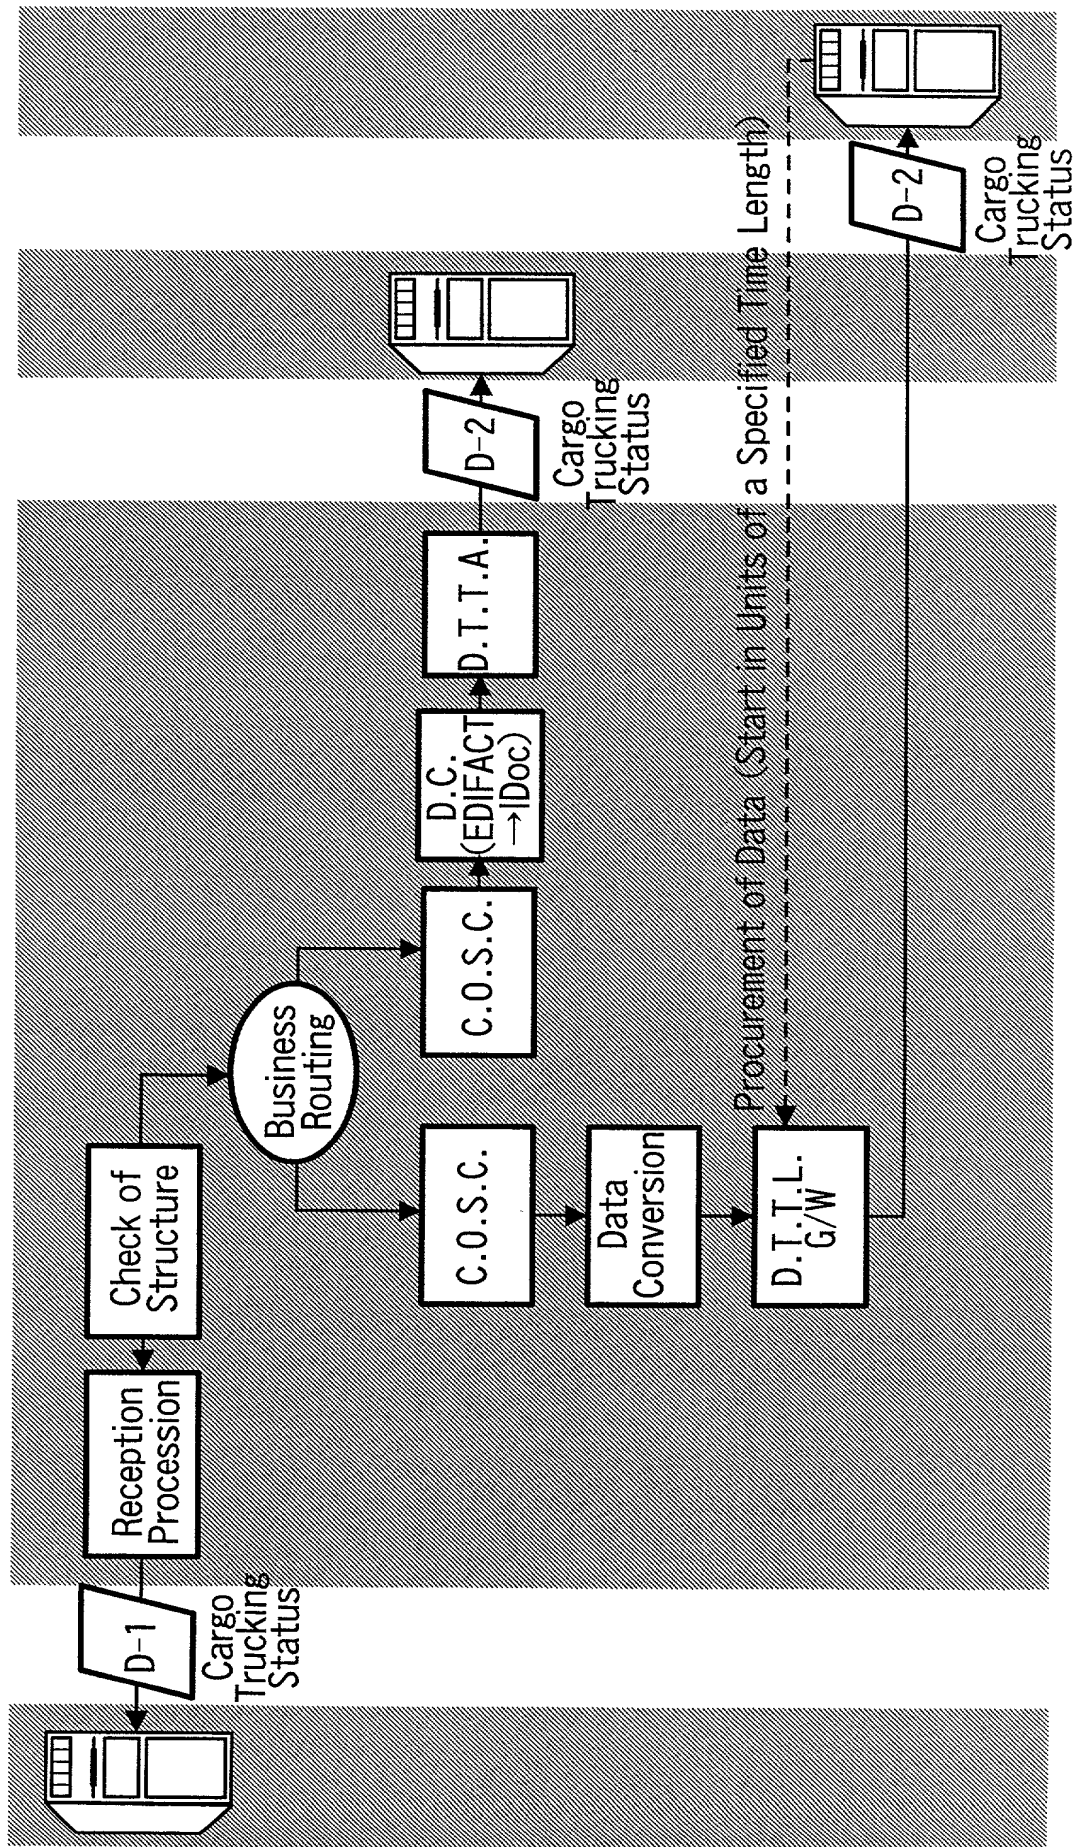 D-1
Cargo
Trucking
Status
Reception
Procession
Check of
Structure
Business
Routing
C.O.S.C.
D.C.
(EDIFACT
→IDoc)
D.T.T.A.
D-2
Cargo
Trucking
Status
C.O.S.C.
Data
Conversion
D.T.T.L.
G/W
Procurement of Data (Start in Units of a Specified Time Length)
D-2
Cargo
Trucking
Status